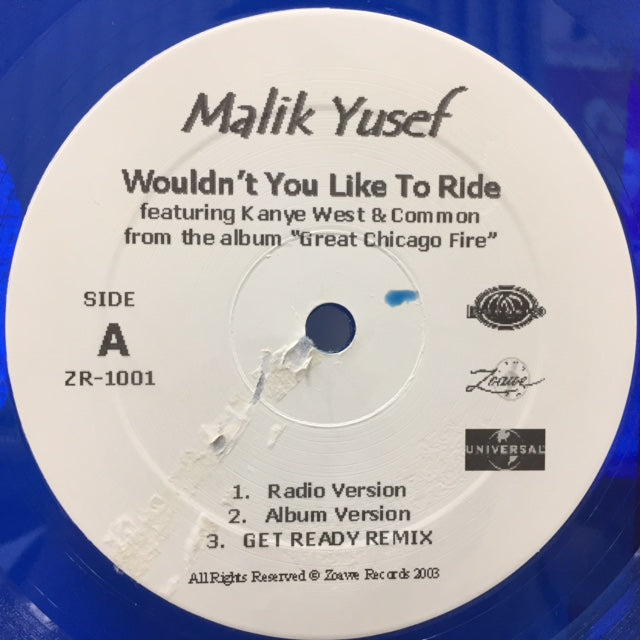 Malik Yusef
Wouldn't You Like To RIde
featuring Kanye West & Common
from the album "Great Chicago Fire"
SIDE
A
ZR-1001
Zoawe
UNIVERSAL
1. Radio Version
2. Album Version
3. GET READY REMIX
All Rights Reserved © Zoawe Records 2003